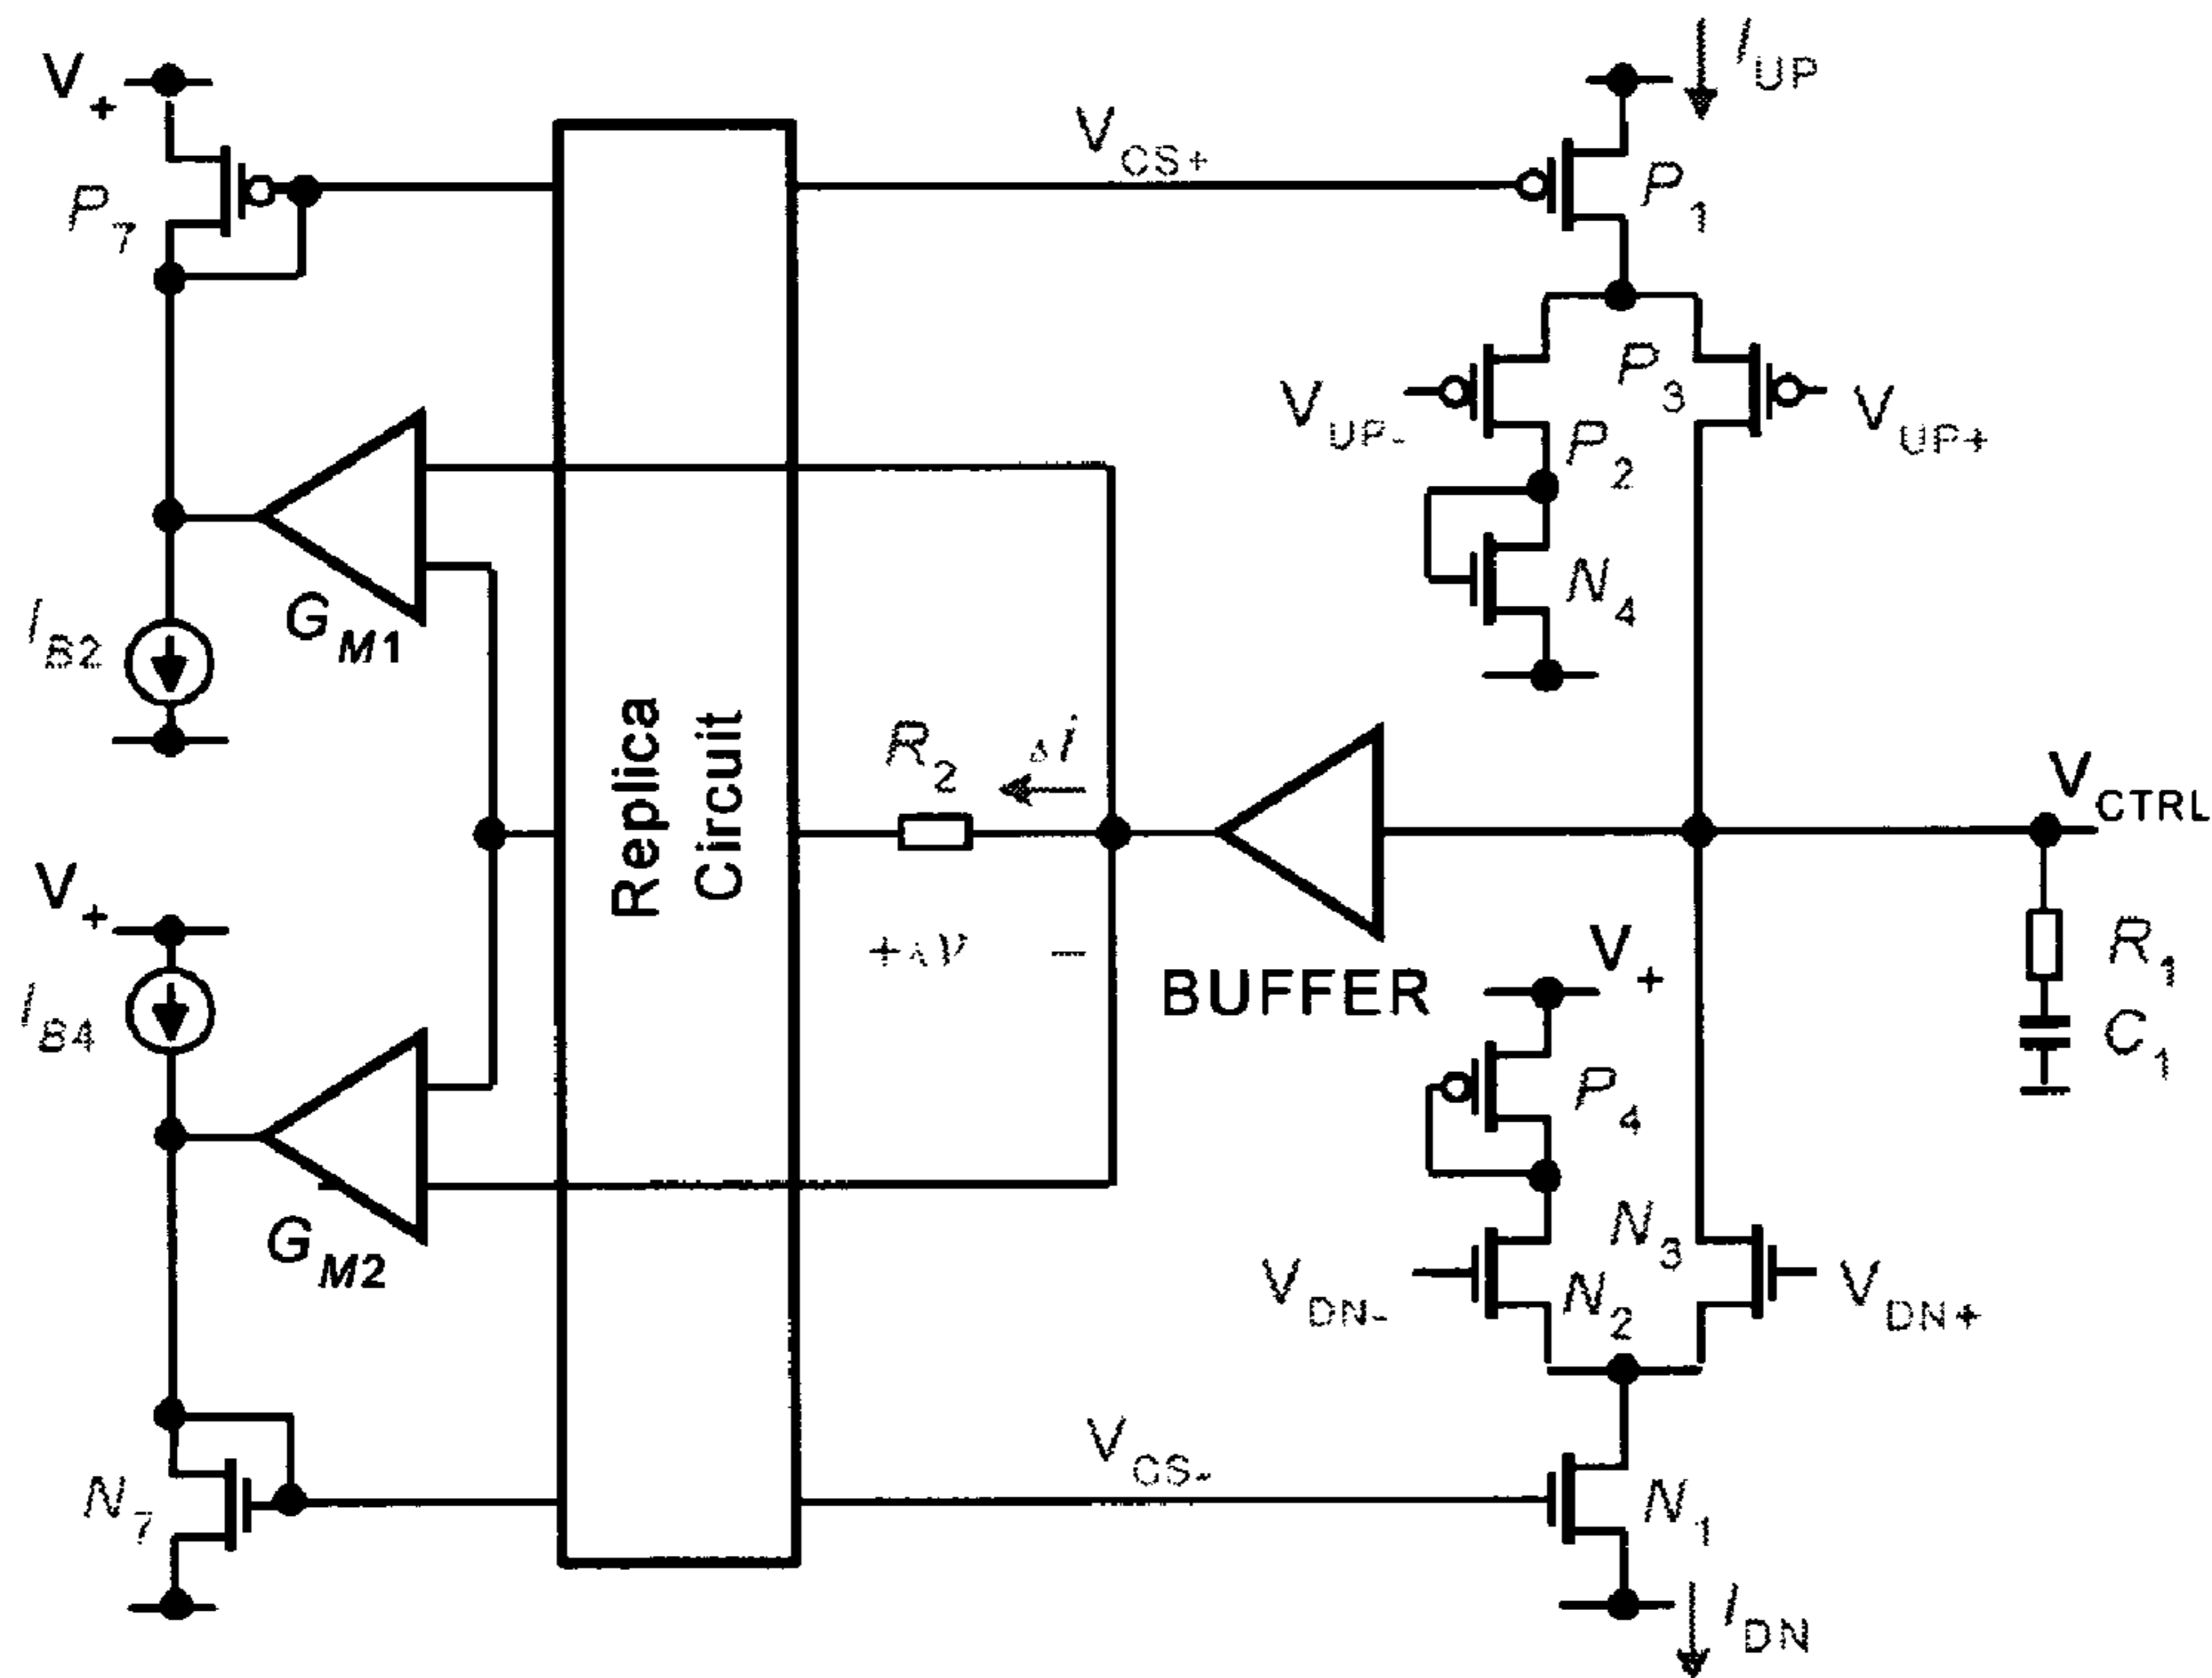 V+
IUP
VCS+
P7
P1
P3
VUP-
P2
VUP+
GM1
N4
IB2
Replica
Circuit
R2
Δi
VCTRL
V+
+ΔV −
V+
R1
BUFFER
IB4
C1
P4
N3
GM2
VDN-
N2
VDN+
VCS-
N7
N1
IDN